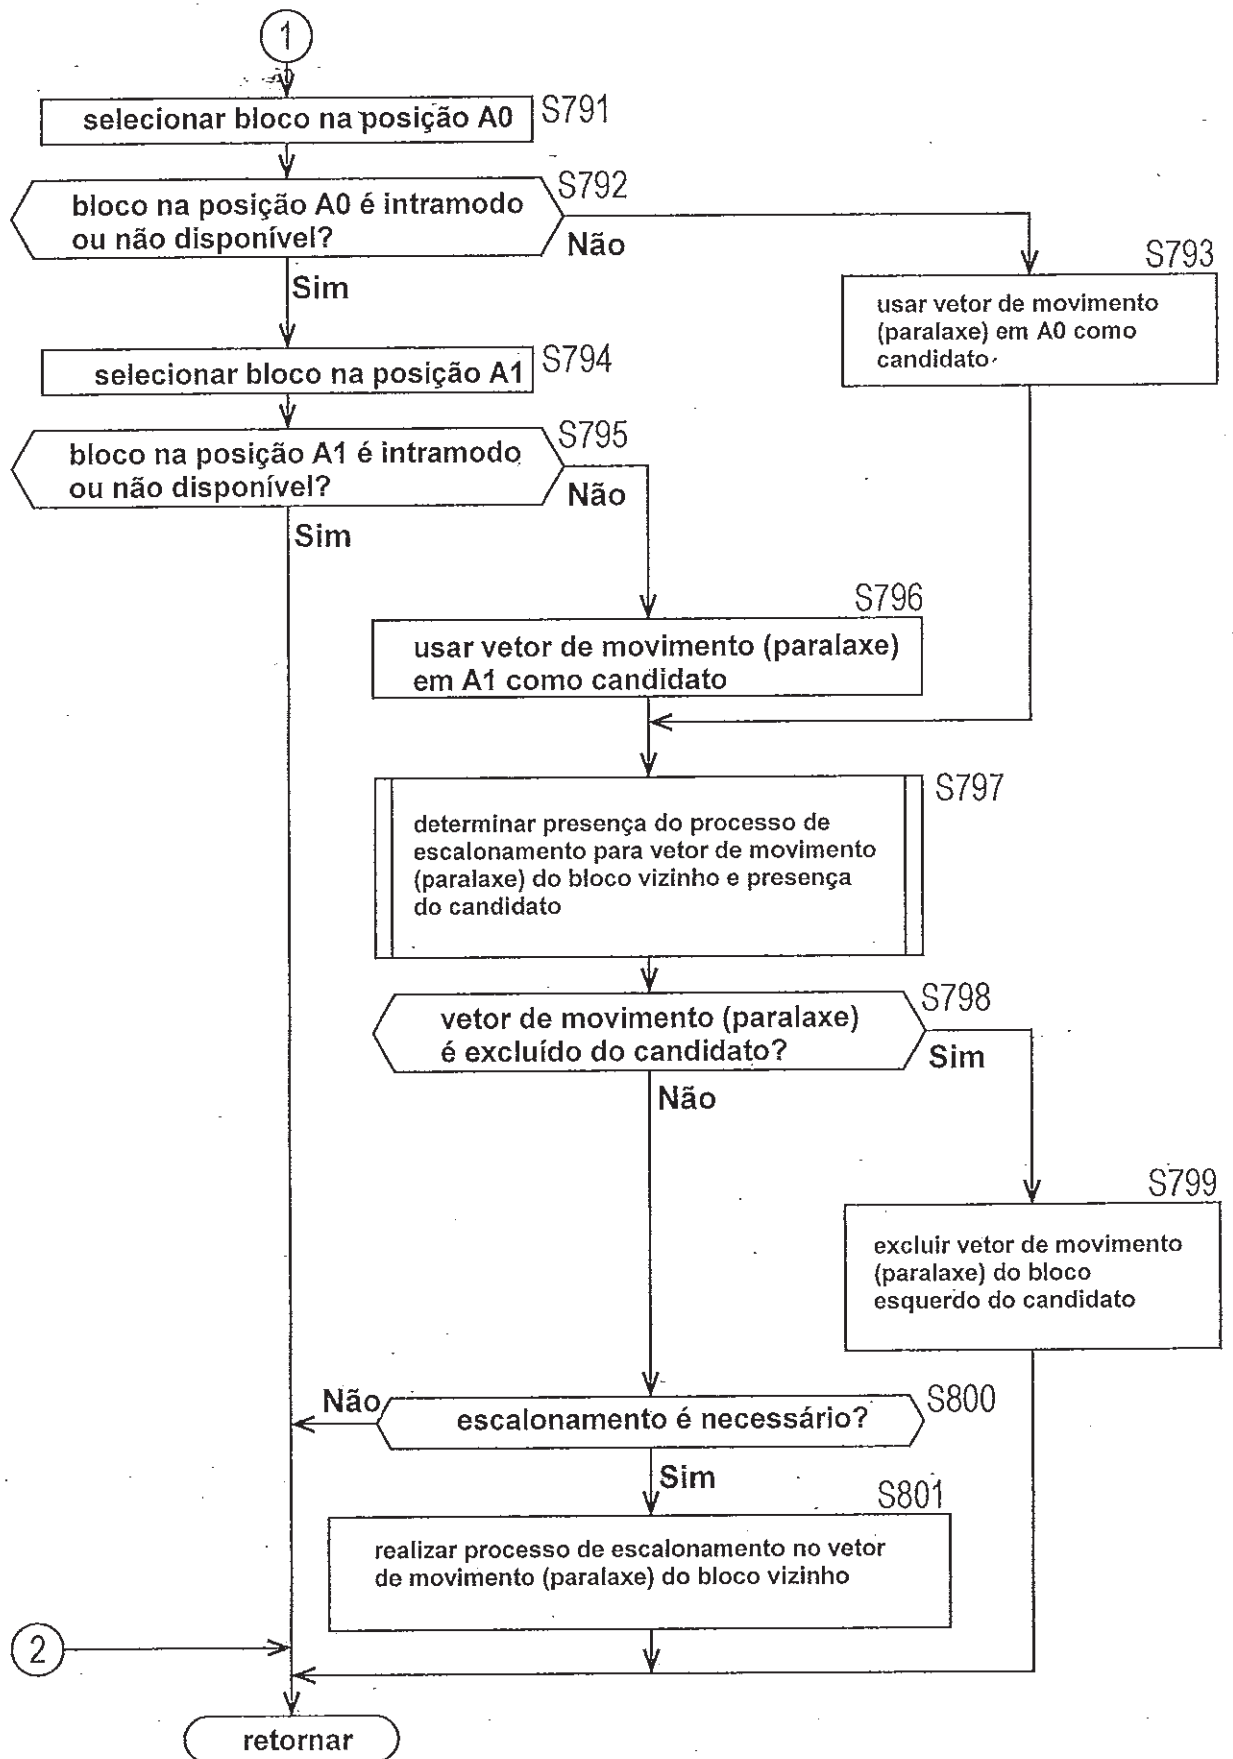 1
selecionar bloco na posição A0
S791
bloco na posição A0 é intramodo
ou não disponível?
S792
Não
Sim
S793
usar vetor de movimento
(paralaxe) em A0 como
candidato
selecionar bloco na posição A1
S794
bloco na posição A1 é intramodo
ou não disponível?
S795
Não
Sim
S796
usar vetor de movimento (paralaxe)
em A1 como candidato
S797
determinar presença do processo de
escalonamento para vetor de movimento
(paralaxe) do bloco vizinho e presença
do candidato
S798
vetor de movimento (paralaxe)
é excluído do candidato?
Sim
Não
S799
excluir vetor de movimento
(paralaxe) do bloco
esquerdo do candidato
Não
escalonamento é necessário?
S800
Sim
S801
realizar processo de escalonamento no vetor
de movimento (paralaxe) do bloco vizinho
2
retornar